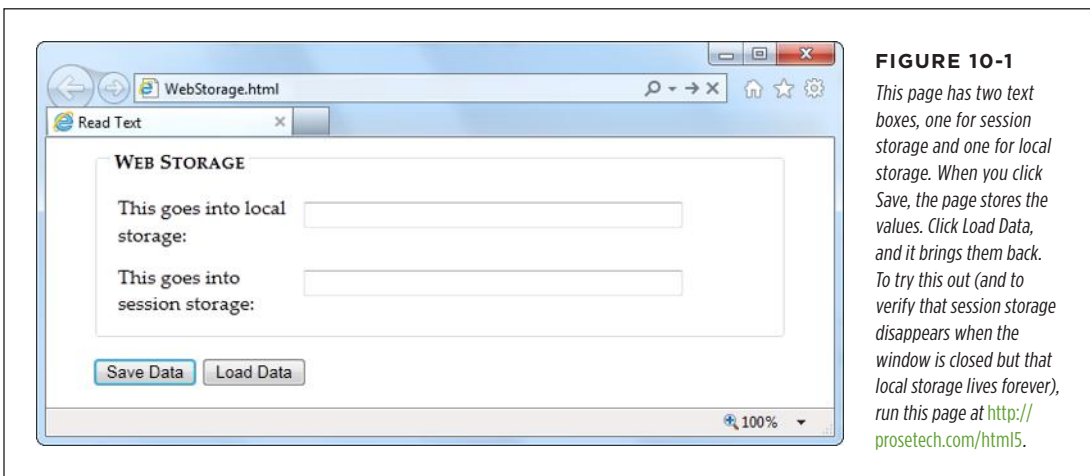 WebStorage.html
Read Text
WEB STORAGE
This goes into local
storage:
This goes into
session storage:
Save Data
Load Data
100%
FIGURE 10-1
This page has two text
boxes, one for session
storage and one for local
storage. When you click
Save, the page stores the
values. Click Load Data,
and it brings them back.
To try this out (and to
verify that session storage
disappears when the
window is closed but that
local storage lives forever),
run this page at http://
prosetech.com/html5.